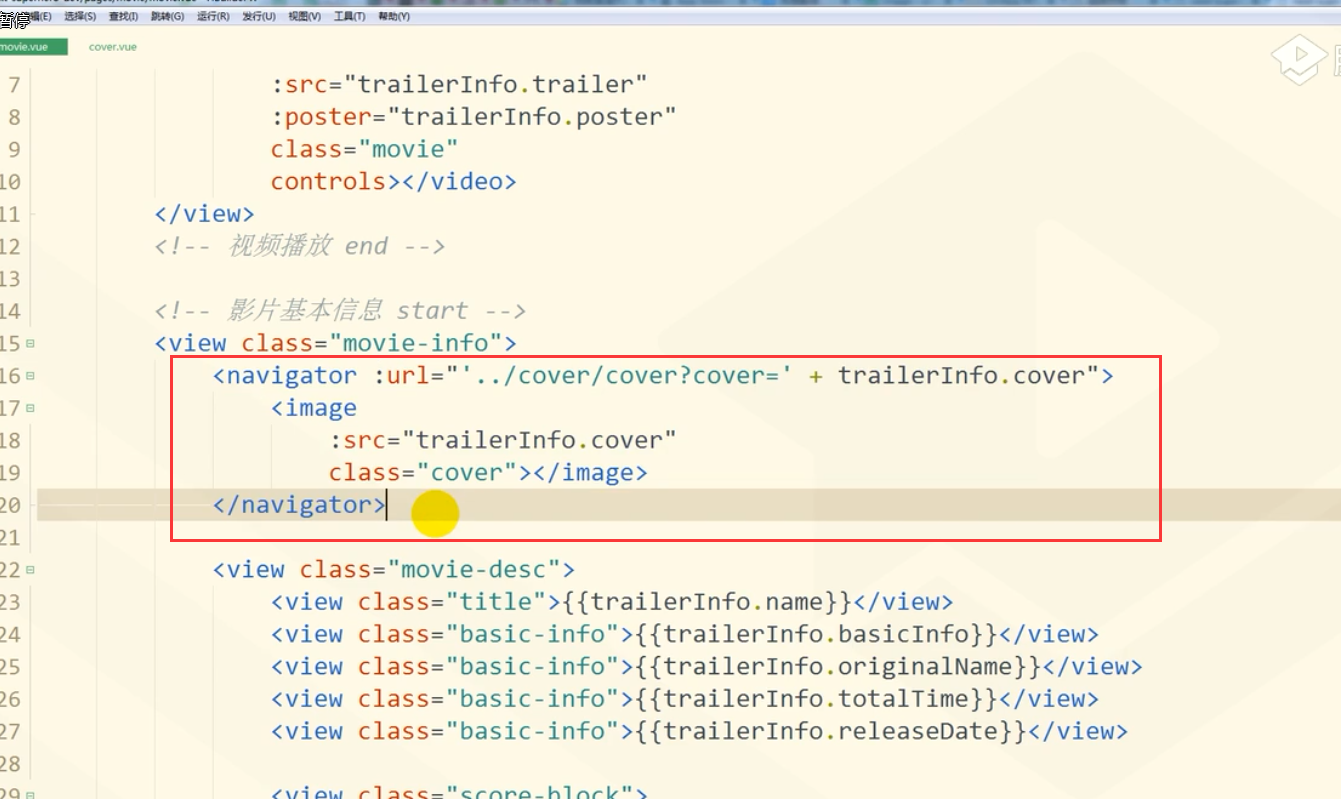 暂停
编辑(E) 选择(S) 查找(I) 跳转(G) 运行(R) 发行(U) 视图(V) 工具(T) 帮助(Y)
movie.vue cover.vue
7 :src="trailerInfo.trailer"
8 :poster="trailerInfo.poster"
9 class="movie"
10 controls></video>
11 </view>
12 <!-- 视频播放 end -->
13
14 <!-- 影片基本信息 start -->
15 <view class="movie-info">
16 <navigator :url="'../cover/cover?cover=' + trailerInfo.cover">
17 <image
18 :src="trailerInfo.cover"
19 class="cover"></image>
20 </navigator>
21
22 <view class="movie-desc">
23 <view class="title">{{trailerInfo.name}}</view>
24 <view class="basic-info">{{trailerInfo.basicInfo}}</view>
25 <view class="basic-info">{{trailerInfo.originalName}}</view>
26 <view class="basic-info">{{trailerInfo.totalTime}}</view>
27 <view class="basic-info">{{trailerInfo.releaseDate}}</view>
28
29 <view class="score-block">